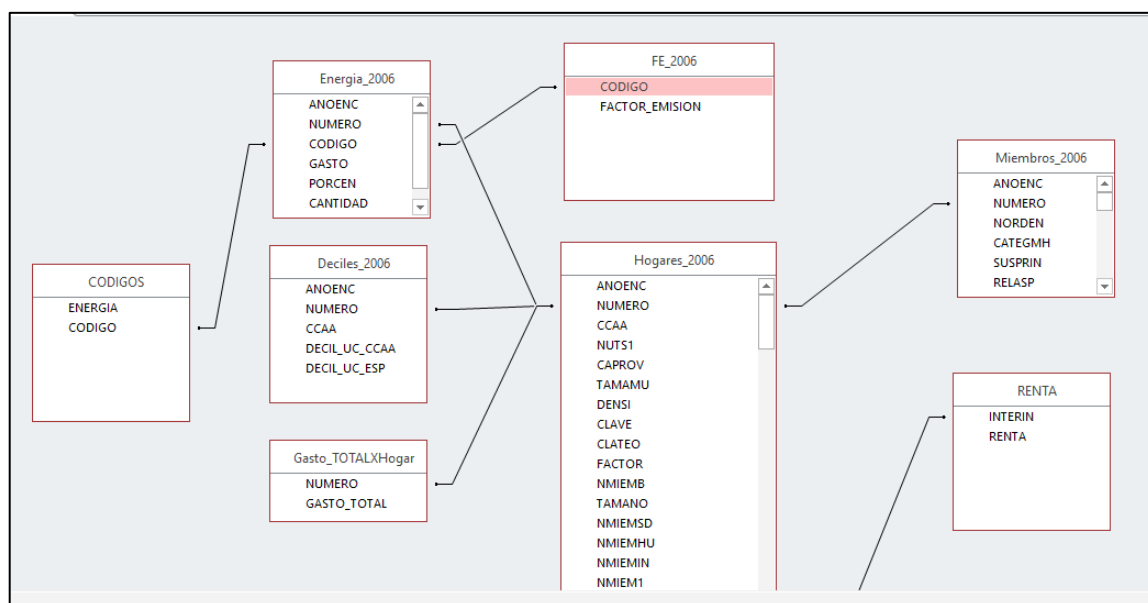 Energia_2006
ANOENC
NUMERO
CODIGO
GASTO
PORCEN
CANTIDAD
FE_2006
CODIGO
FACTOR_EMISION
Miembros_2006
ANOENC
NUMERO
NORDEN
CATEGMH
SUSPRIN
RELASP
CODIGOS
ENERGIA
CODIGO
Deciles_2006
ANOENC
NUMERO
CCAA
DECIL_UC_CCAA
DECIL_UC_ESP
Hogares_2006
ANOENC
NUMERO
CCAA
NUTS1
CAPROV
TAMAMU
DENSI
CLAVE
CLATEO
FACTOR
NMIEMB
TAMANO
NMIEMSD
NMIEMHU
NMIEMIN
NMIEM1
Gasto_TOTALXHogar
NUMERO
GASTO_TOTAL
RENTA
INTERIN
RENTA